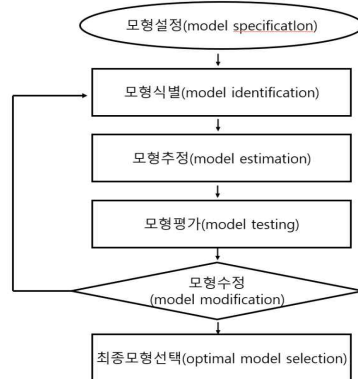 모형설정(model specification)
모형식별(model identification)
모형추정(model estimation)
모형평가(model testing)
모형수정
(model modification)
최종모형선택(optimal model selection)